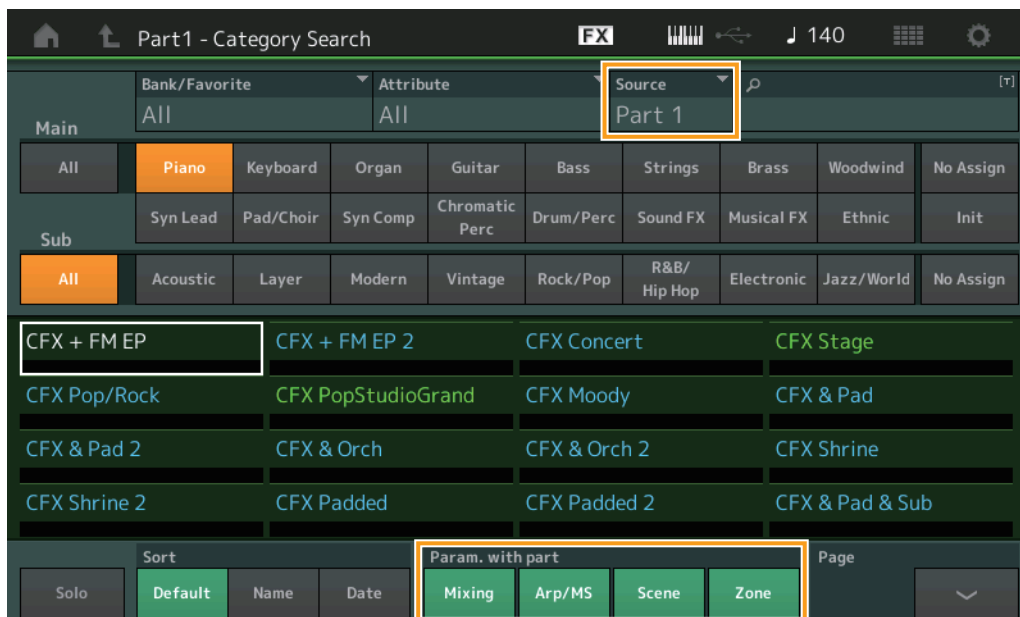 Part1 - Category Search FX ♩ 140
Bank/Favorite Attribute Source [T]
All All Part 1
Main
All Piano Keyboard Organ Guitar Bass Strings Brass Woodwind No Assign
Syn Lead Pad/Choir Syn Comp Chromatic Perc Drum/Perc Sound FX Musical FX Ethnic Init
Sub
All Acoustic Layer Modern Vintage Rock/Pop R&B/ Hip Hop Electronic Jazz/World No Assign
CFX + FM EP CFX + FM EP 2 CFX Concert CFX Stage
CFX Pop/Rock CFX PopStudioGrand CFX Moody CFX & Pad
CFX & Pad 2 CFX & Orch CFX & Orch 2 CFX Shrine
CFX Shrine 2 CFX Padded CFX Padded 2 CFX & Pad & Sub
Sort Param. with part Page
Solo Default Name Date Mixing Arp/MS Scene Zone